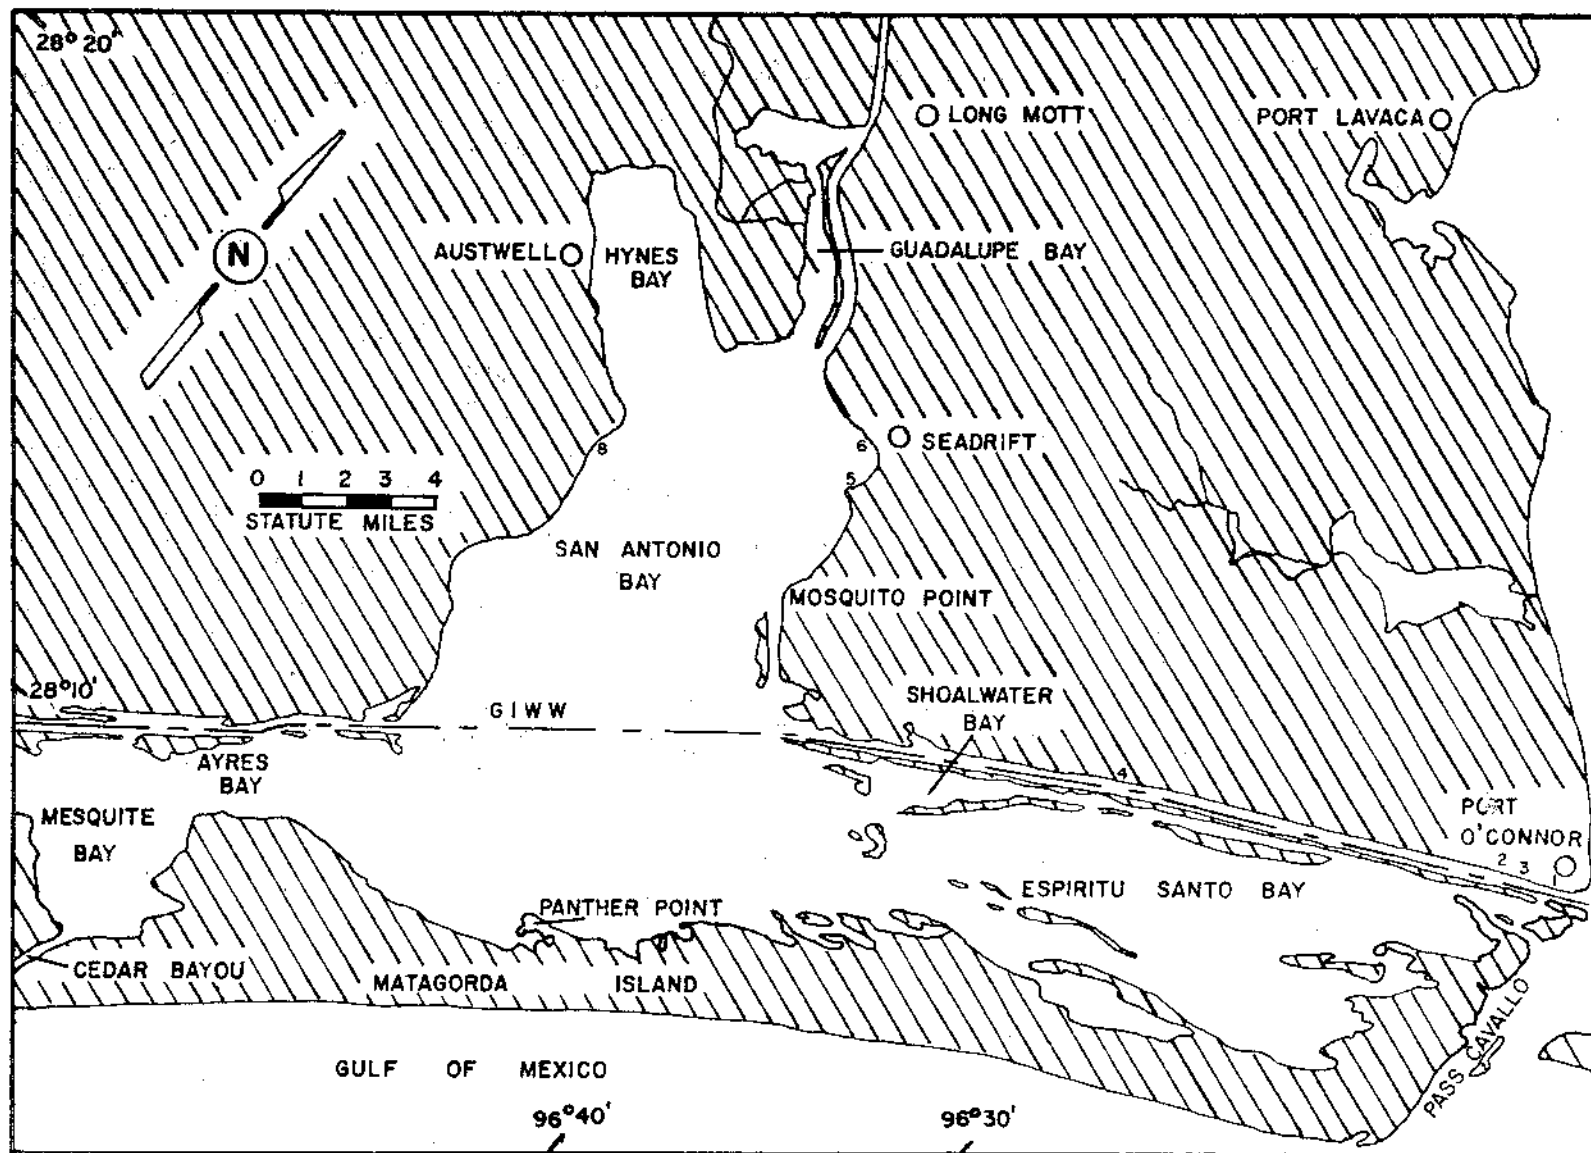 28° 20'
LONG MOTT
PORT LAVACA
N
AUSTWELL
HYNES
BAY
GUADALUPE BAY
8
6
SEADRIFT
5
0 1 2 3 4
STATUTE MILES
SAN ANTONIO
BAY
MOSQUITO POINT
28°10'
GIWW
SHOALWATER
BAY
AYRES
BAY
4
MESQUITE
BAY
PORT
O'CONNOR
2 3 1
ESPIRITU SANTO BAY
PANTHER POINT
CEDAR BAYOU
MATAGORDA ISLAND
PASS CAVALLO
GULF OF MEXICO
96°40'
96°30'